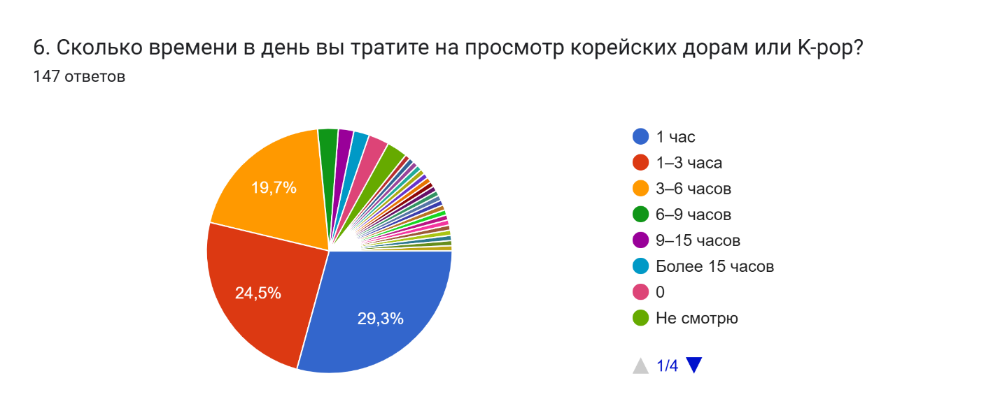 6. Сколько времени в день вы тратите на просмотр корейских дорам или K-pop?
147 ответов
19,7%
24,5%
29,3%
1 час
1–3 часа
3–6 часов
6–9 часов
9–15 часов
Более 15 часов
0
Не смотрю
1/4